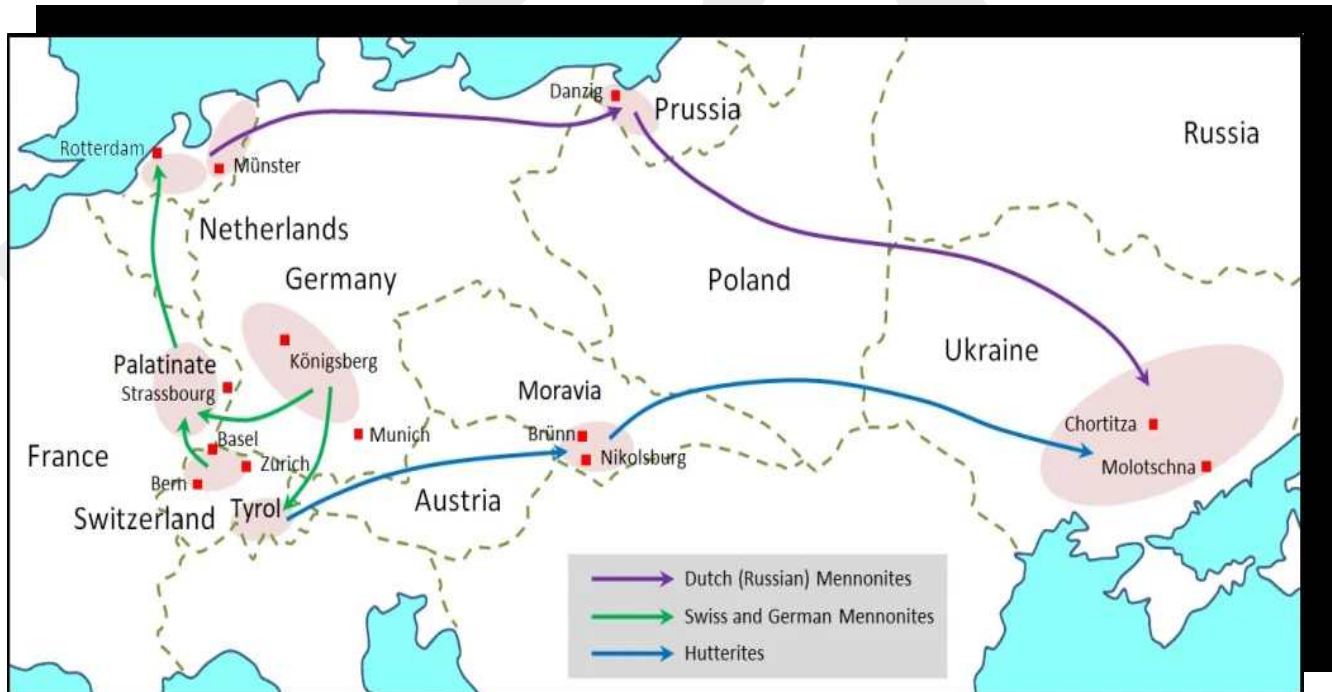 Danzig
Prussia
Russia
Rotterdam
Münster
Netherlands
Germany
Poland
Ukraine
Königsberg
Palatinate
Strassbourg
Moravia
Chortitza
Basel
Munich
Brünn
France
Zürich
Nikolsburg
Molotschna
Bern
Tyrol
Austria
Switzerland
Dutch (Russian) Mennonites
Swiss and German Mennonites
Hutterites